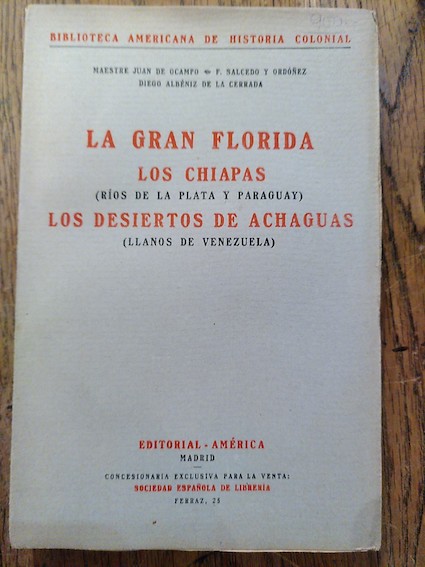 BIBLIOTECA AMERICANA DE HISTORIA COLONIAL
MAESTRE JUAN DE OCAMPO — F. SALCEDO Y ORDÓÑEZ
DIEGO ALBÉNIZ DE LA CERRADA
LA GRAN FLORIDA
LOS CHIAPAS
(RÍOS DE LA PLATA Y PARAGUAY)
LOS DESIERTOS DE ACHAGUAS
(LLANOS DE VENEZUELA)
EDITORIAL-AMÉRICA
MADRID
CONCESIONARIA EXCLUSIVA PARA LA VENTA:
SOCIEDAD ESPAÑOLA DE LIBRERÍA
FERRAZ, 25